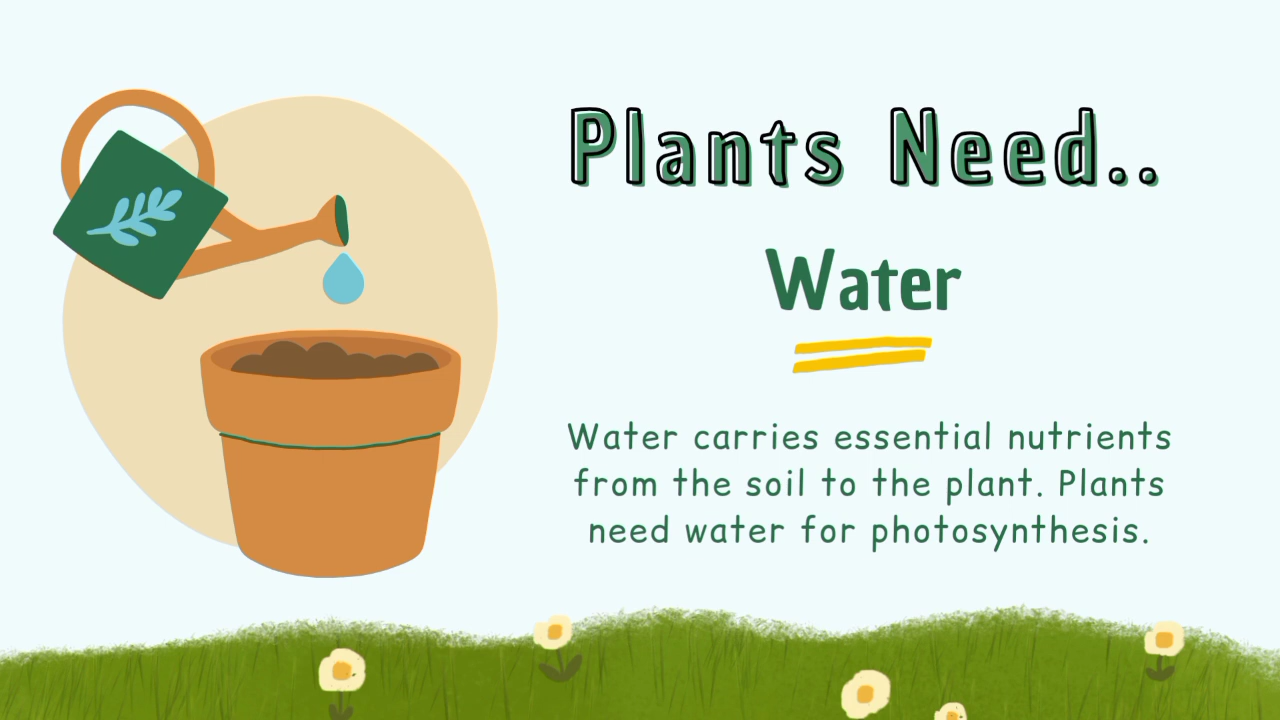 Plants Need..
Water
Water carries essential nutrients
from the soil to the plant. Plants
need water for photosynthesis.